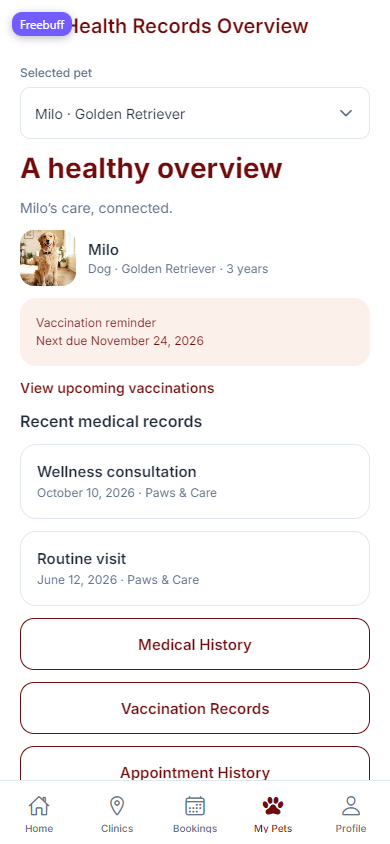 Freebuff
Health Records Overview
Selected pet
Milo · Golden Retriever
A healthy overview
Milo’s care, connected.
Milo
Dog · Golden Retriever · 3 years
Vaccination reminder
Next due November 24, 2026
View upcoming vaccinations
Recent medical records
Wellness consultation
October 10, 2026 · Paws & Care
Routine visit
June 12, 2026 · Paws & Care
Medical History
Vaccination Records
Appointment History
Home Clinics Bookings My Pets Profile